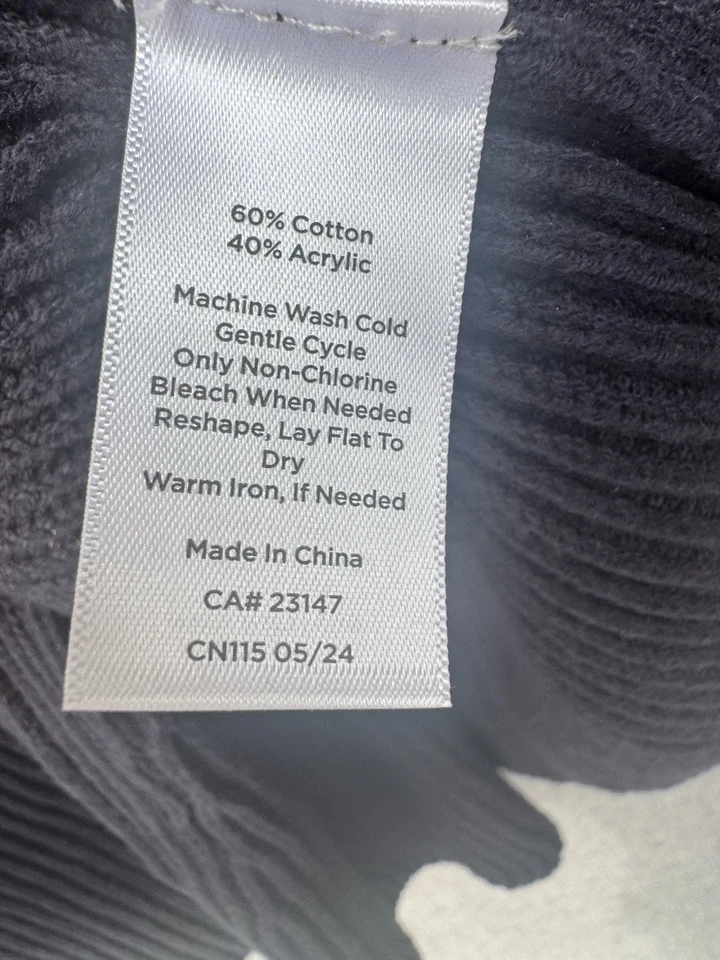 60% Cotton
40% Acrylic
Machine Wash Cold
Gentle Cycle
Only Non-Chlorine
Bleach When Needed
Reshape, Lay Flat To
Dry
Warm Iron, If Needed
Made In China
CA# 23147
CN115 05/24